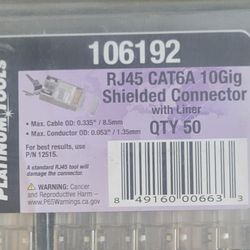 PLATINUM TOOLS
106192
RJ45 CAT6A 10Gig
Shielded Connector
with Liner
• Max. Cable OD: 0.335" / 8.5mm
• Max. Conductor OD: 0.053" / 1.35mm
QTY 50
For best results, use
P/N 12515.
A standard RJ45 tool will
damage this connector.
WARNING: Cancer
and Reproductive Harm –
www.P65Warnings.ca.gov
8 49160 00663 3